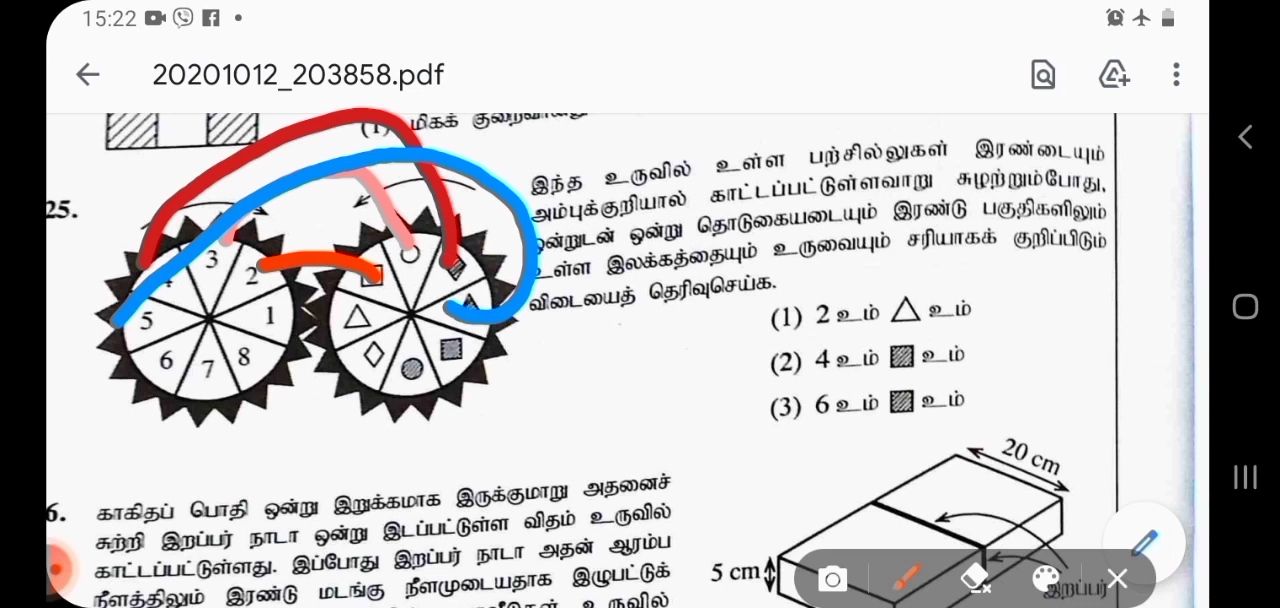 15:22
20201012_203858.pdf
(1) மிகக்
25.
இந்த உருவில் உள்ள பற்சில்லுகள் இரண்டையும்
அம்புக்குறியால் காட்டப்பட்டுள்ளவாறு சுழற்றும்போது,
ஒன்றுடன் ஒன்று தொடுகையடையும் இரண்டு பகுதிகளிலும்
உள்ள இலக்கத்தையும் உருவையும் சரியாகக் குறிப்பிடும்
விடையைத் தெரிவுசெய்க.
3
2
5
1
6
7
8
(1) 2 உம் உம்
(2) 4 உம் உம்
(3) 6 உம் உம்
6.
காகிதப் பொதி ஒன்று இறுக்கமாக இருக்குமாறு அதனைச்
சுற்றி இறப்பர் நாடா ஒன்று இடப்பட்டுள்ள விதம் உருவில்
காட்டப்பட்டுள்ளது. இப்போது இறப்பர் நாடா அதன் ஆரம்ப
நீளத்திலும் இரண்டு மடங்கு நீளமுடையதாக இழுபட்டுக்
உருவில்
20 cm
5 cm
இறப்பர்